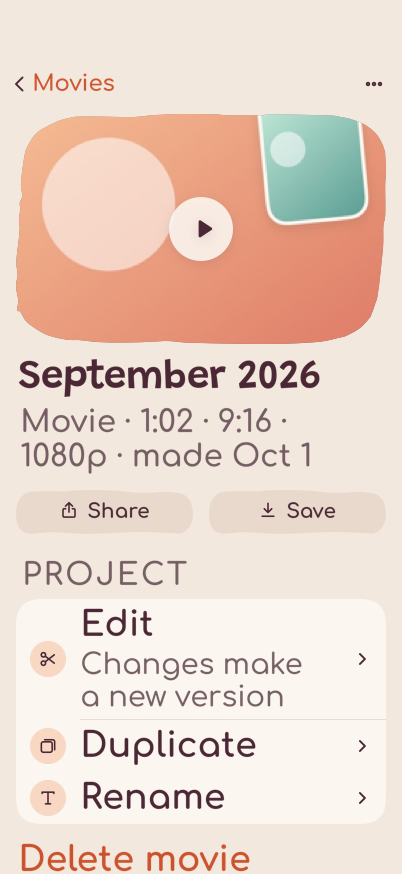 Movies
September 2026
Movie · 1:02 · 9:16 ·
1080p · made Oct 1
Share
Save
PROJECT
Edit
Changes make
a new version
Duplicate
Rename
Delete movie